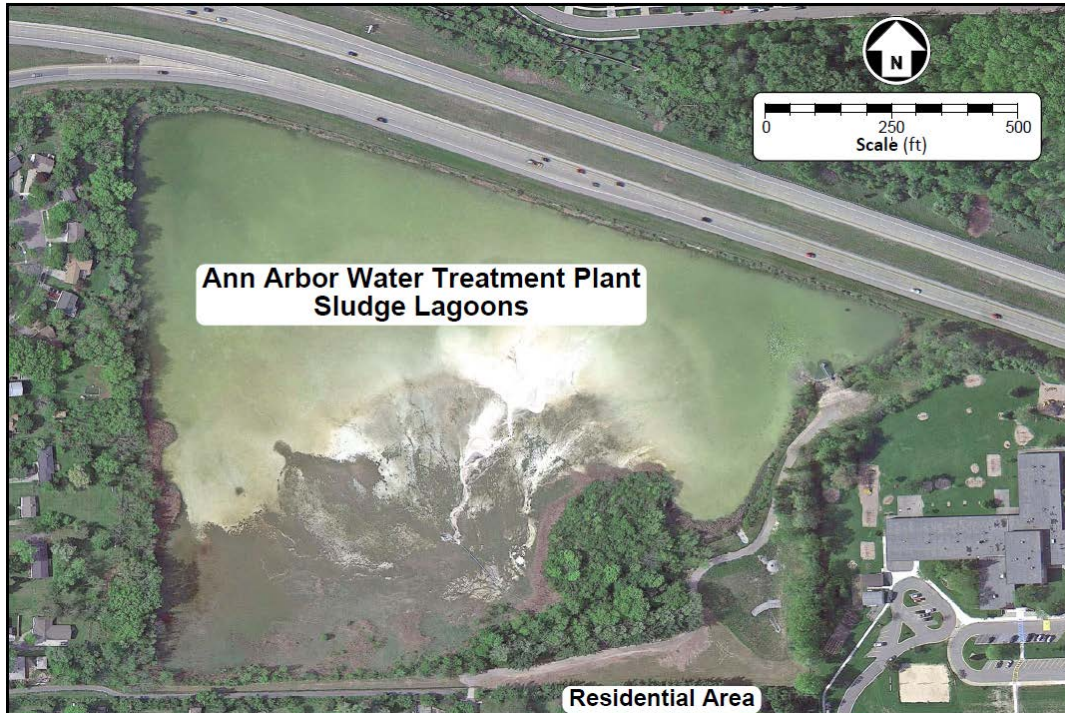 N
0 250 500
Scale (ft)
Ann Arbor Water Treatment Plant
Sludge Lagoons
Residential Area